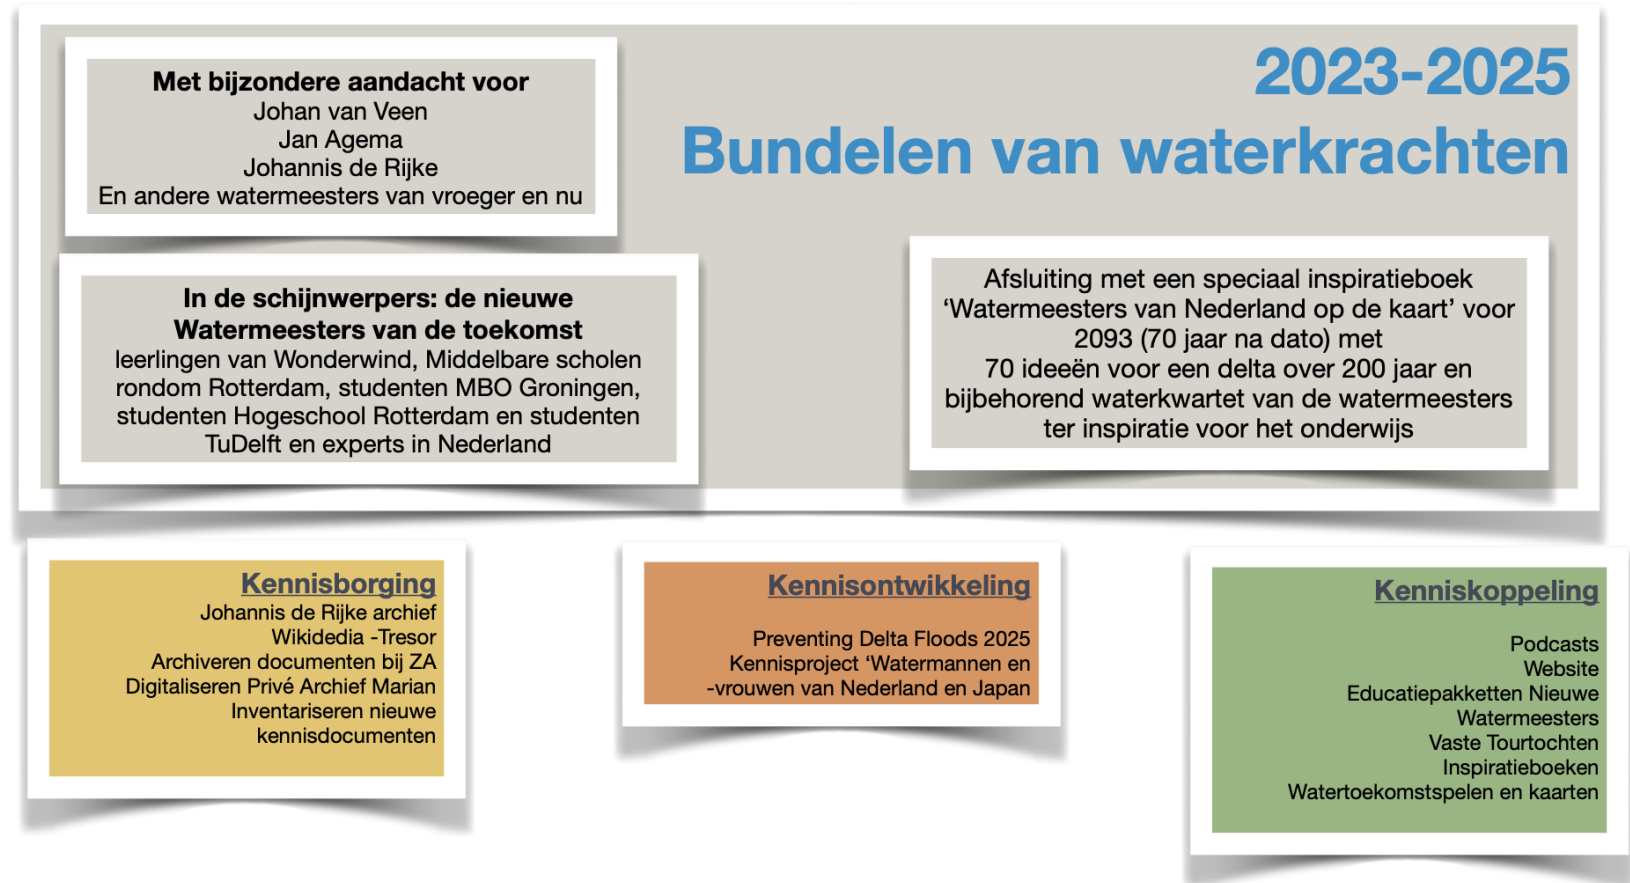 2023-2025
Bundelen van waterkrachten
Met bijzondere aandacht voor
Johan van Veen
Jan Agema
Johannis de Rijke
En andere watermeesters van vroeger en nu
In de schijnwerpers: de nieuwe
Watermeesters van de toekomst
leerlingen van Wonderwind, Middelbare scholen
rondom Rotterdam, studenten MBO Groningen,
studenten Hogeschool Rotterdam en studenten
TuDelft en experts in Nederland
Afsluiting met een speciaal inspiratieboek
‘Watermeesters van Nederland op de kaart’ voor
2093 (70 jaar na dato) met
70 ideeën voor een delta over 200 jaar en
bijbehorend waterkwartet van de watermeesters
ter inspiratie voor het onderwijs
Kennisborging
Johannis de Rijke archief
Wikidedia -Tresor
Archiveren documenten bij ZA
Digitaliseren Privé Archief Marian
Inventariseren nieuwe
kennisdocumenten
Kennisontwikkeling
Preventing Delta Floods 2025
Kennisproject ‘Watermannen en
-vrouwen van Nederland en Japan
Kenniskoppeling
Podcasts
Website
Educatiepakketten Nieuwe
Watermeesters
Vaste Tourtochten
Inspiratieboeken
Watertoekomstspelen en kaarten